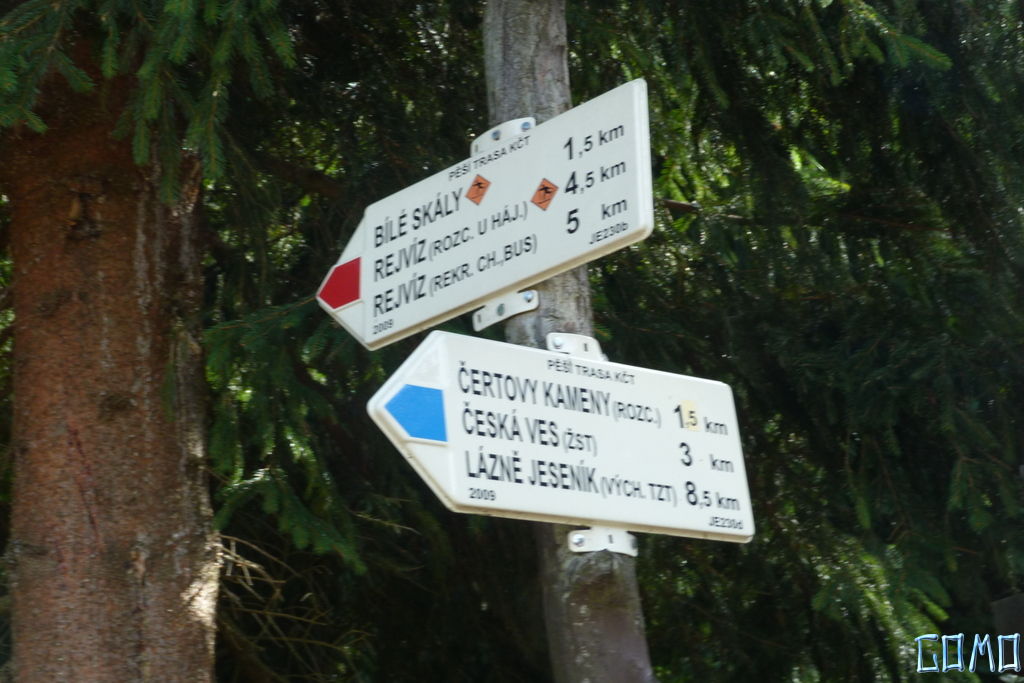 PĚŠÍ TRASA KČT
BÍLÉ SKÁLY 1,5 km
REJVÍZ (ROZC. U HÁJ.) 4,5 km
REJVÍZ (REKR. CH.,BUS) 5 km
2009 JE230b
PĚŠÍ TRASA KČT
ČERTOVY KAMENY (ROZC.) 1,5 km
ČESKÁ VES (ŽST) 3 km
LÁZNĚ JESENÍK (VÝCH. TZT) 8,5 km
2009 JE230d
GOMO